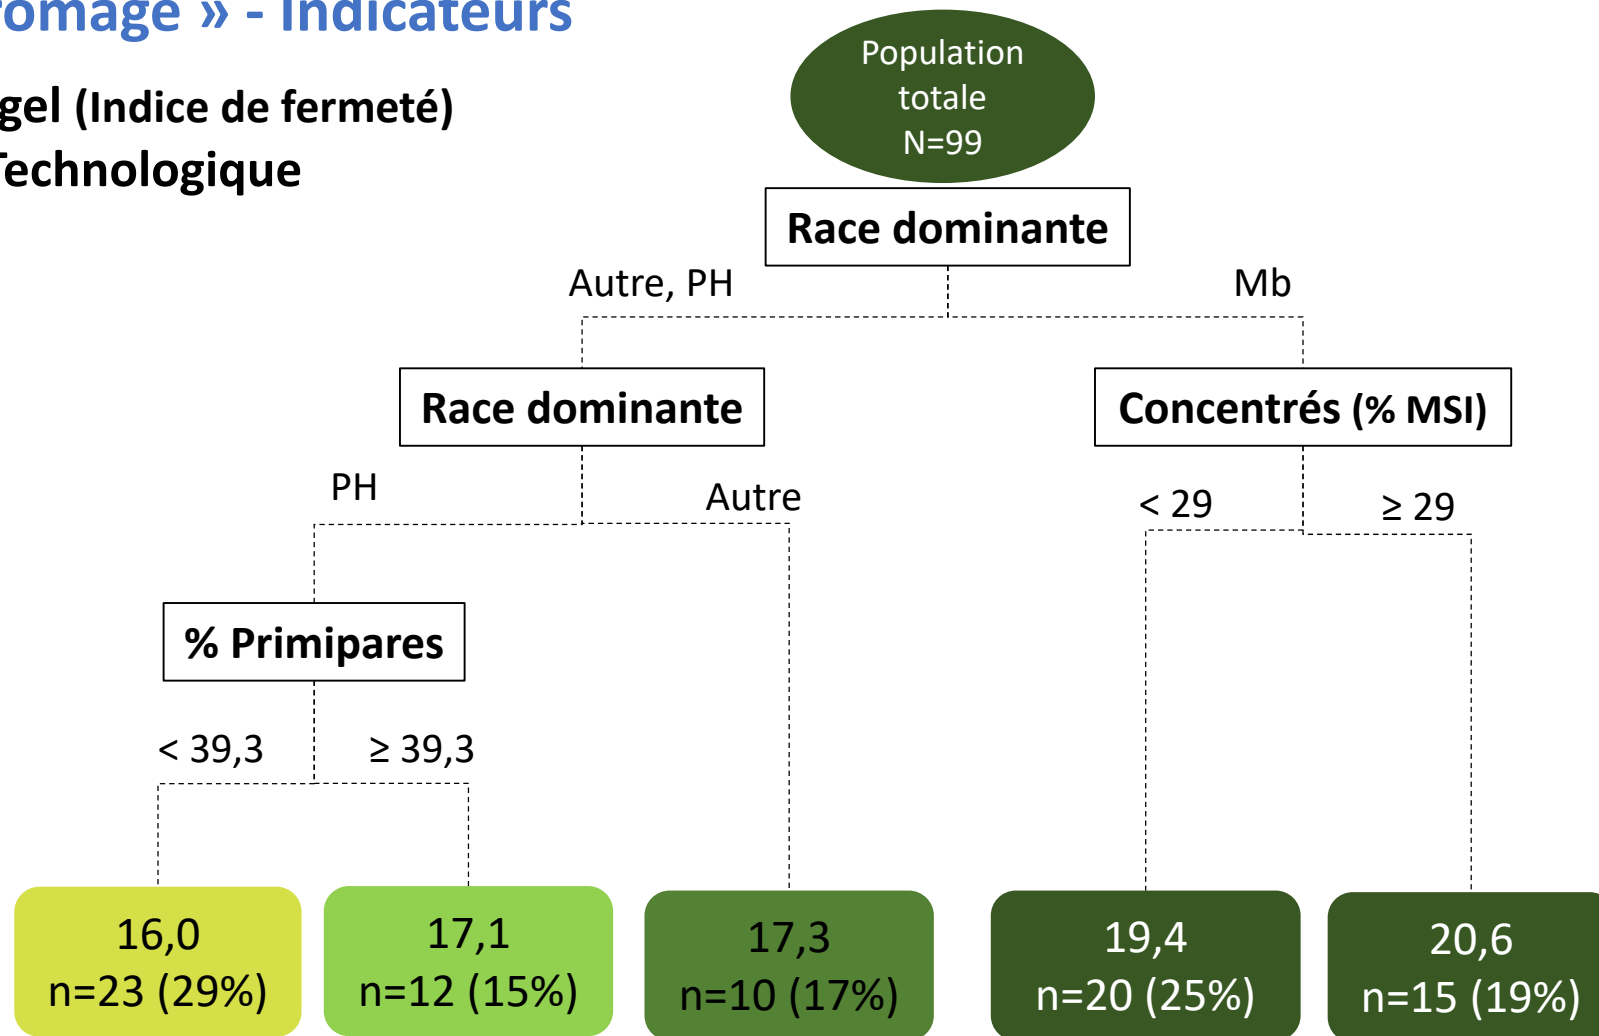 omage » - Indicateurs
gel (Indice de fermeté)
Technologique
Population
totale
N=99
Race dominante
Autre, PH
Mb
Race dominante
Concentrés (% MSI)
PH
Autre
< 29
≥ 29
% Primipares
< 39,3
≥ 39,3
16,0
n=23 (29%)
17,1
n=12 (15%)
17,3
n=10 (17%)
19,4
n=20 (25%)
20,6
n=15 (19%)